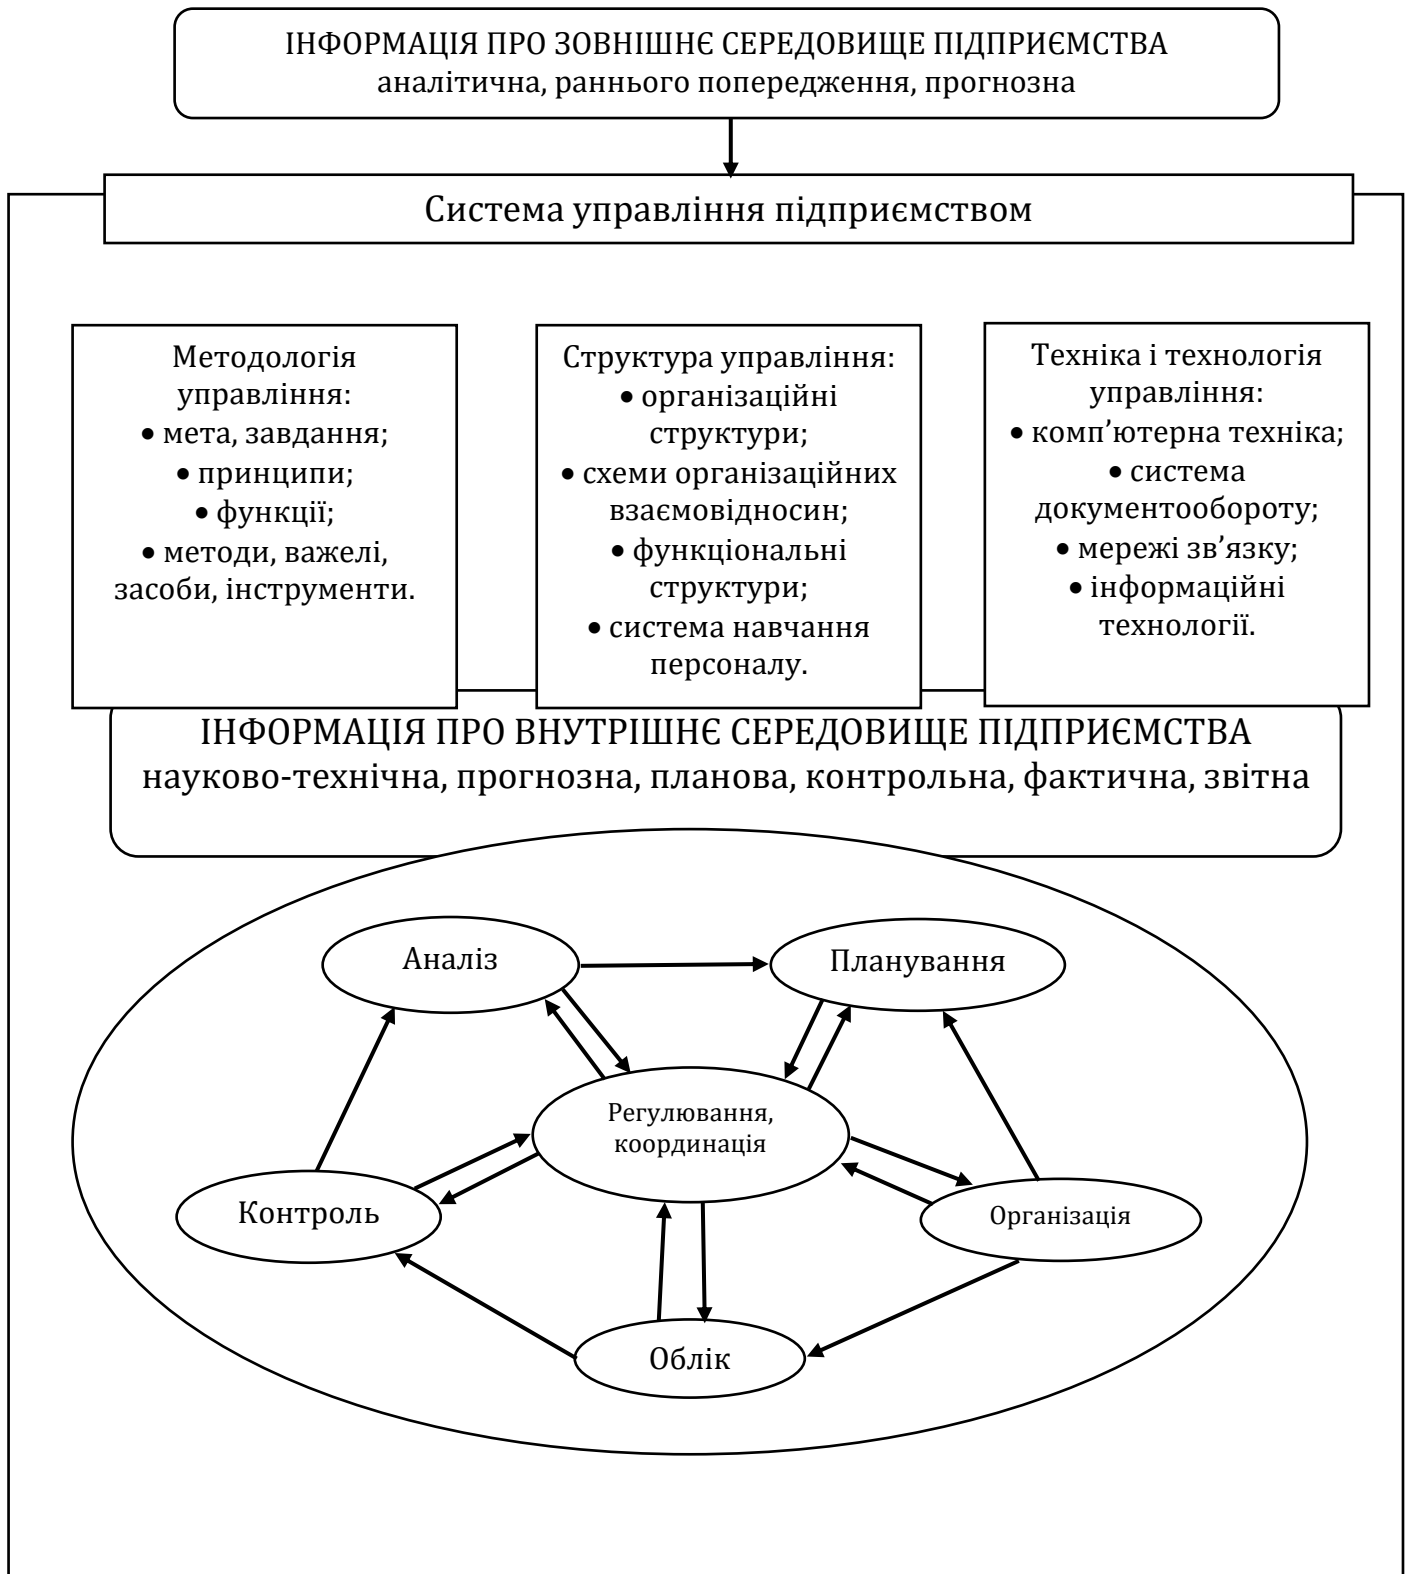 ІНФОРМАЦІЯ ПРО ЗОВНІШНЄ СЕРЕДОВИЩЕ ПІДПРИЄМСТВА
аналітична, раннього попередження, прогнозна
Система управління підприємством
Методологія
управління:
• мета, завдання;
• принципи;
• функції;
• методи, важелі,
засоби, інструменти.
Структура управління:
• організаційні
структури;
• схеми організаційних
взаємовідносин;
• функціональні
структури;
• система навчання
персоналу.
Техніка і технологія
управління:
• комп’ютерна техніка;
• система
документообороту;
• мережі зв’язку;
• інформаційні
технології.
ІНФОРМАЦІЯ ПРО ВНУТРІШНЄ СЕРЕДОВИЩЕ ПІДПРИЄМСТВА
науково-технічна, прогнозна, планова, контрольна, фактична, звітна
Аналіз
Планування
Регулювання,
координація
Контроль
Організація
Облік